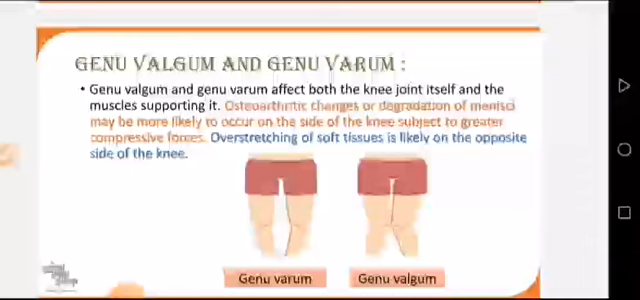 GENU VALGUM AND GENU VARUM :
• Genu valgum and genu varum affect both the knee joint itself and the
muscles supporting it. Osteoarthritic changes or degradation of menisci
may be more likely to occur on the side of the knee subject to greater
compressive forces. Overstretching of soft tissues is likely on the opposite
side of the knee.
Genu varum
Genu valgum